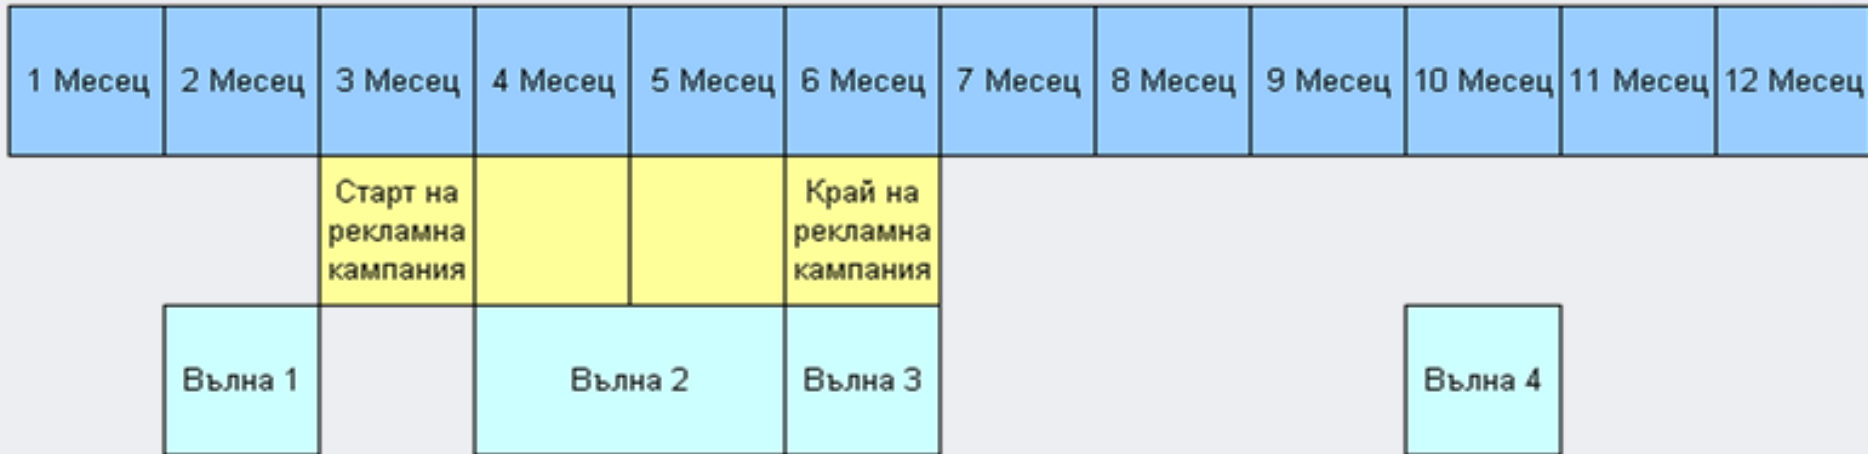 1 Месец 2 Месец 3 Месец 4 Месец 5 Месец 6 Месец 7 Месец 8 Месец 9 Месец 10 Месец 11 Месец 12 Месец
Старт на
рекламна
кампания
Край на
рекламна
кампания
Вълна 1 Вълна 2 Вълна 3 Вълна 4